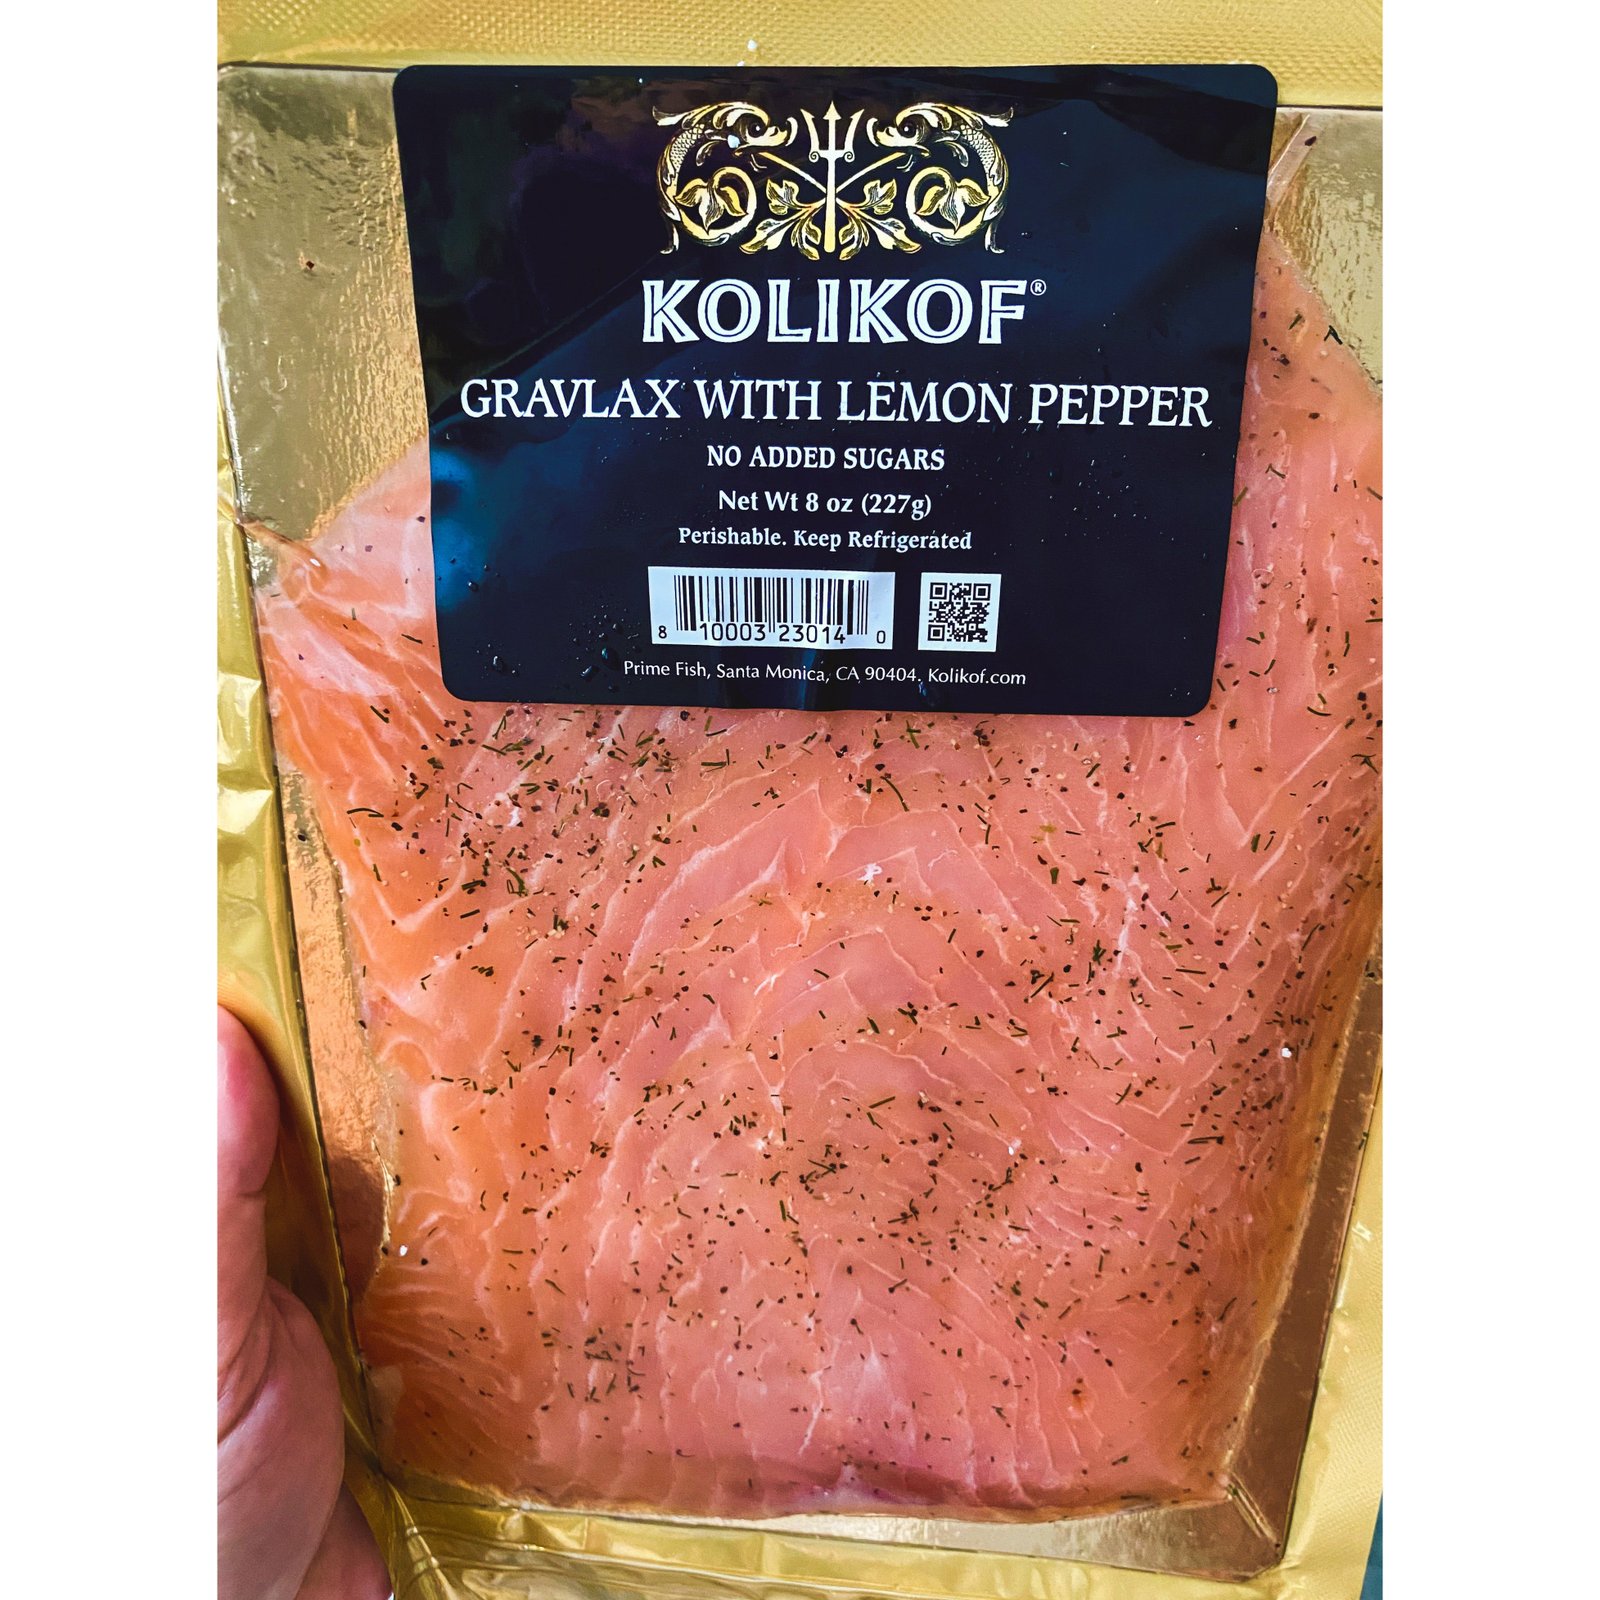 KOLIKOF®
GRAVLAX WITH LEMON PEPPER
NO ADDED SUGARS
Net Wt 8 oz (227g)
Perishable. Keep Refrigerated
8 10003 23014 0
Prime Fish, Santa Monica, CA 90404. Kolikof.com